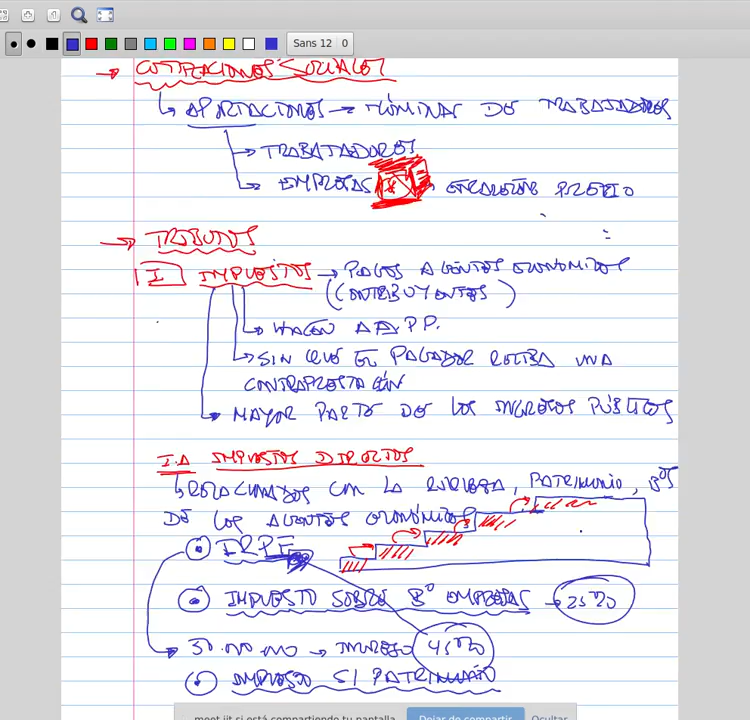 Sans 12 0
→ COTIZACIONES SOCIALES
↳ APORTACIONES → NÓMINAS DE TRABAJADORES
→ TRABAJADORES
→ EMPRESAS
→ TRIBUTOS
I IMPUESTOS → PAGOS AGENTES ECONÓMICOS
(CONTRIBUYENTES)
→ HACEN A AAPP.
→ SIN QUE EL PAGADOR RECIBA UNA
CONTRAPRESTACIÓN
→ MAYOR PARTE DE LOS INGRESOS PÚBLICOS
I.A IMPUESTOS DIRECTOS
↳ RELACIONADOS CON LA RIQUEZA, PATRIMONIO, BºS
DE LOS AGENTES ECONÓMICOS
IRPF
IMPUESTO SOBRE Bº EMPRESAS → 25%
→ 30.000.000 → INGRESO 45%
IMPUESTO S/ PATRIMONIO
meet.jit.si está compartiendo tu pantalla. Dejar de compartir Ocultar